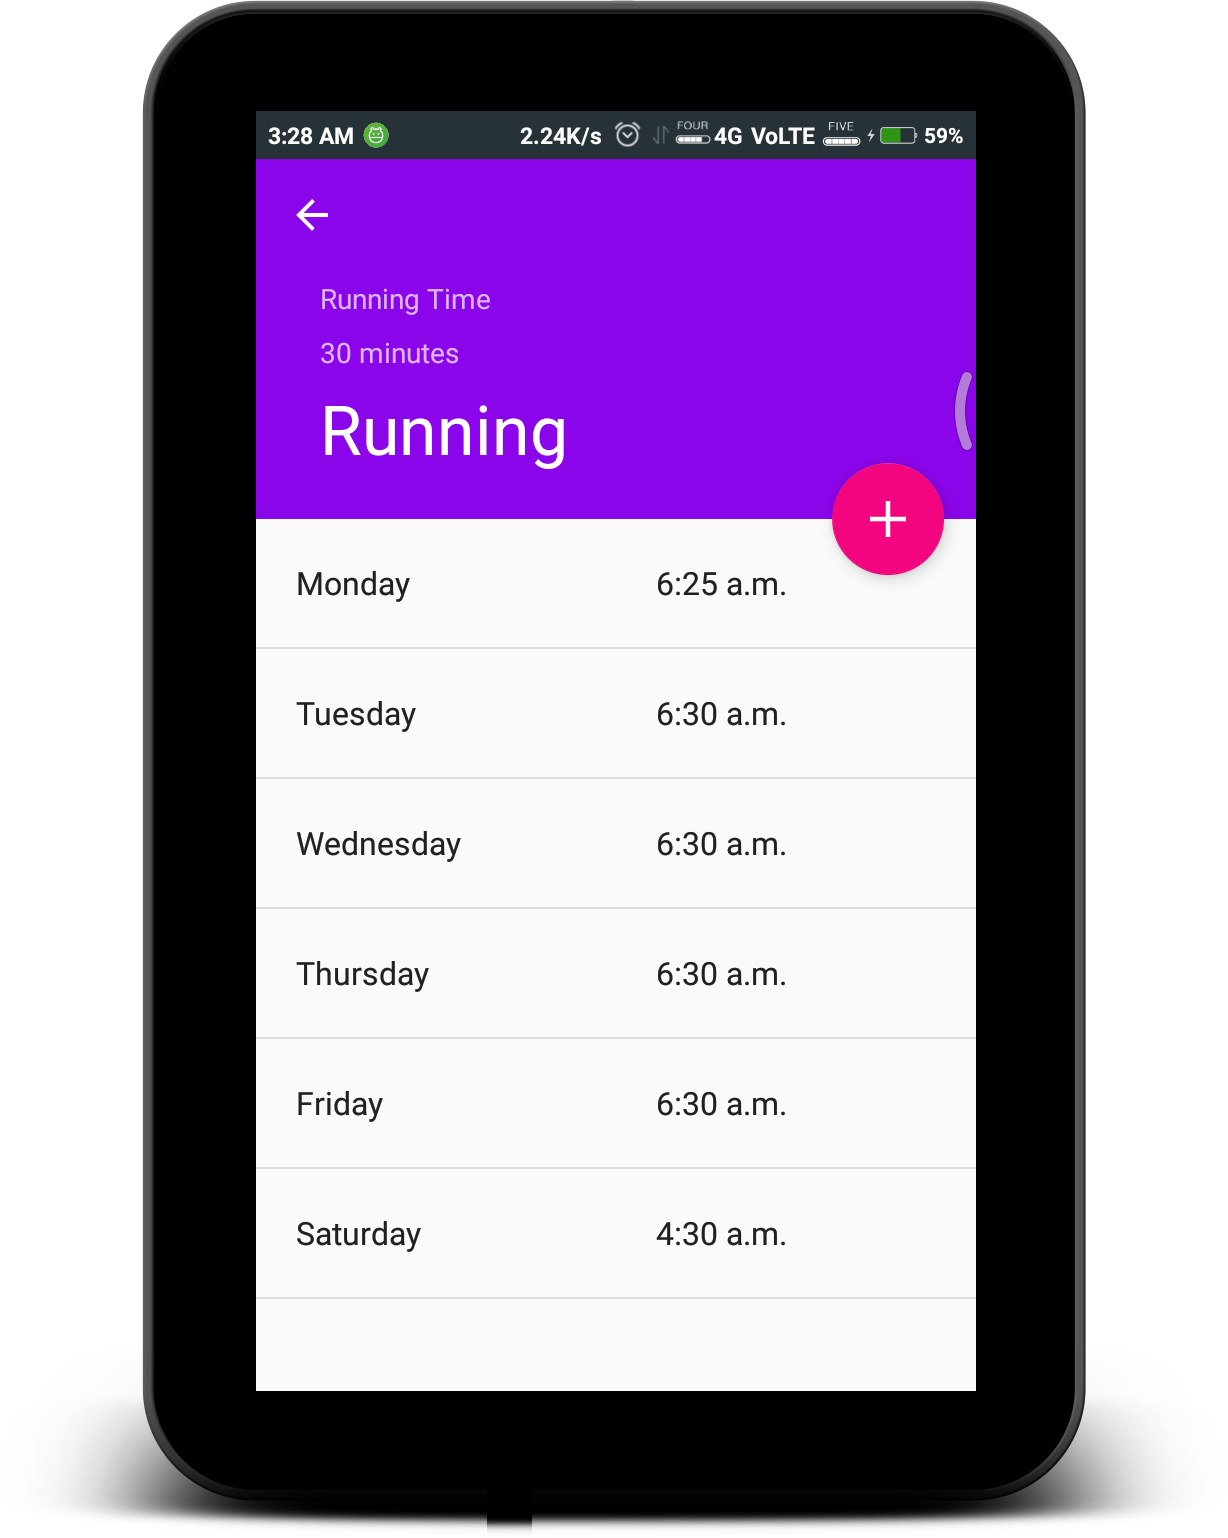 3:28 AM 2.24K/s FOUR 4G VoLTE FIVE 59%
Running Time
30 minutes
Running
Monday 6:25 a.m.
Tuesday 6:30 a.m.
Wednesday 6:30 a.m.
Thursday 6:30 a.m.
Friday 6:30 a.m.
Saturday 4:30 a.m.